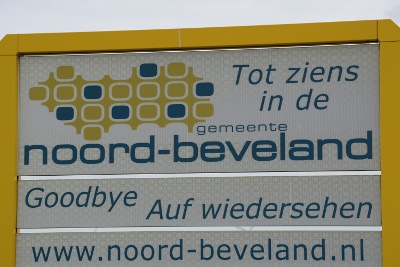 Tot ziens
in de
gemeente
noord-beveland
Goodbye
Auf wiedersehen
www.noord-beveland.nl